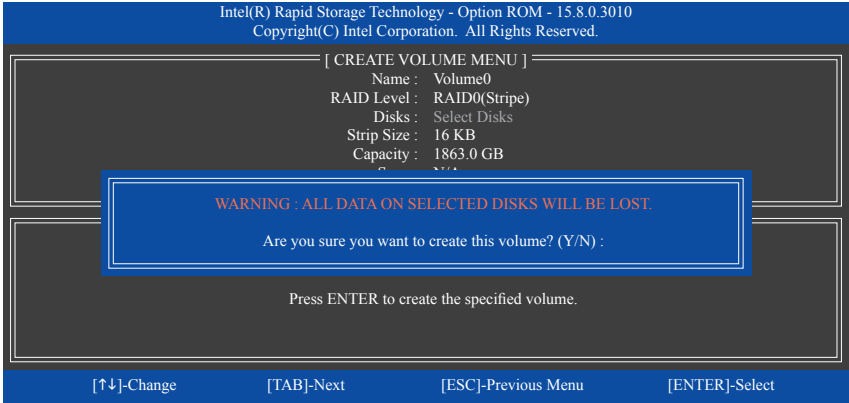 Intel(R) Rapid Storage Technology - Option ROM - 15.8.0.3010
Copyright(C) Intel Corporation. All Rights Reserved.
[ CREATE VOLUME MENU ]
Name : Volume0
RAID Level : RAID0(Stripe)
Disks : Select Disks
Strip Size : 16 KB
Capacity : 1863.0 GB
WARNING : ALL DATA ON SELECTED DISKS WILL BE LOST.
Are you sure you want to create this volume? (Y/N) :
Press ENTER to create the specified volume.
[↑↓]-Change [TAB]-Next [ESC]-Previous Menu [ENTER]-Select